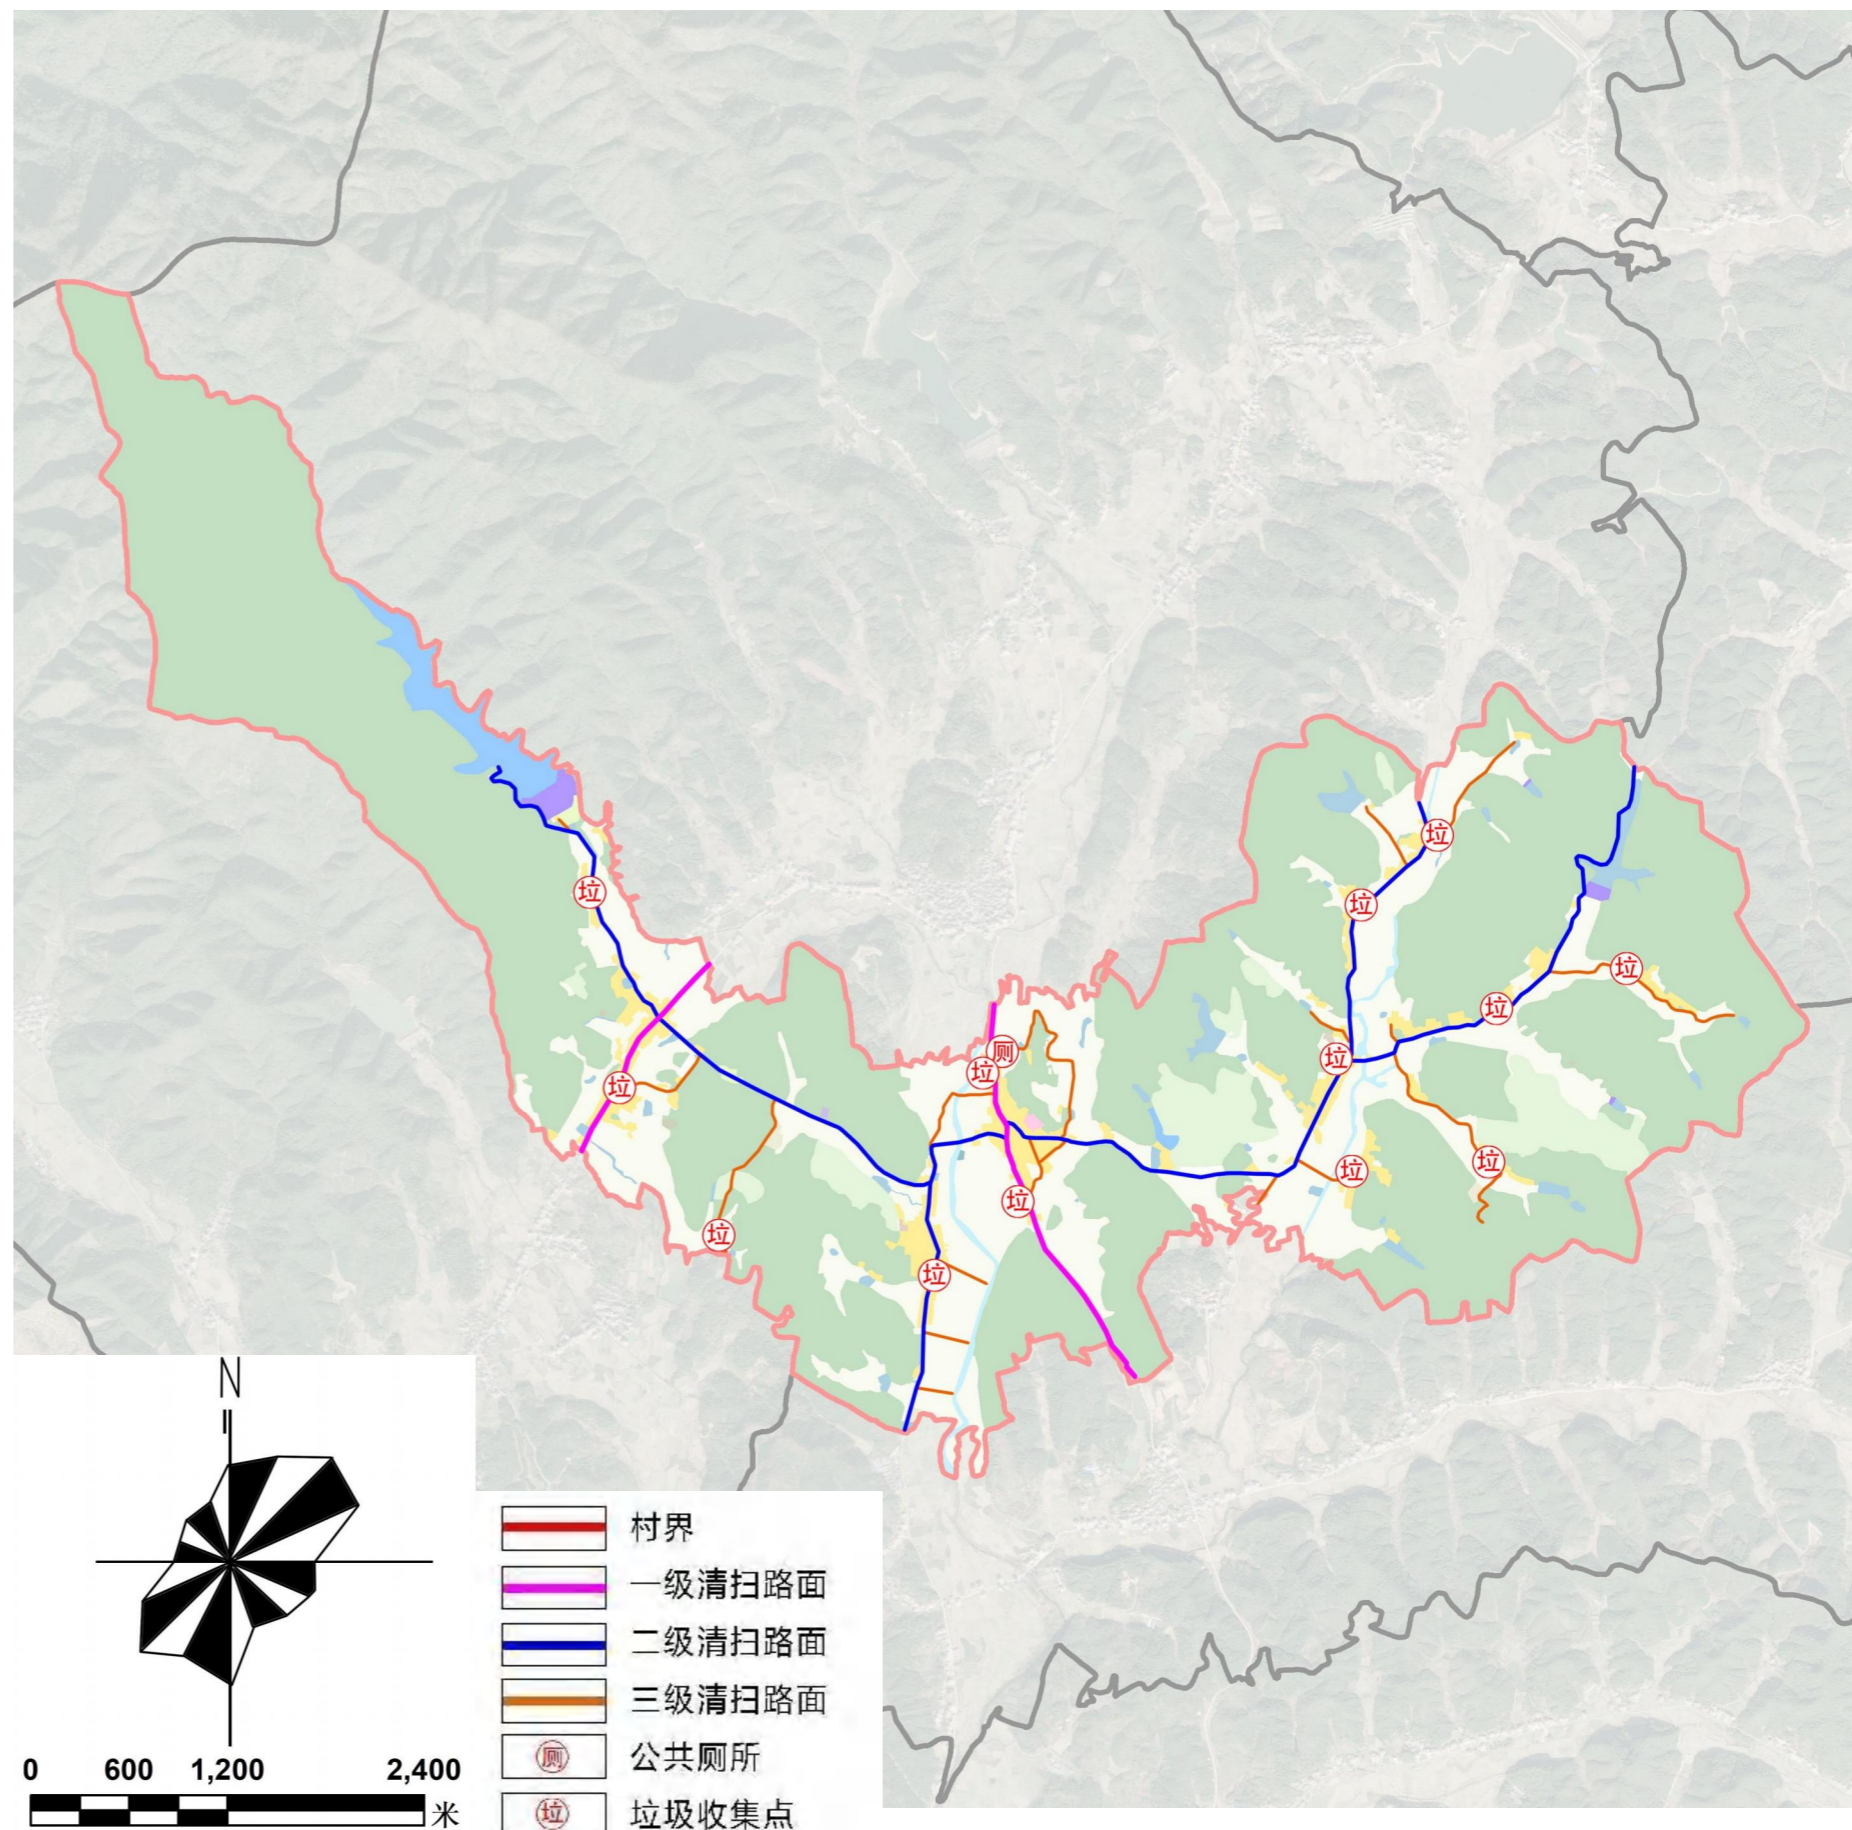 垃
垃
垃
垃
垃
厕
垃
垃
垃
垃
垃
垃
垃
垃
垃
N
村界
一级清扫路面
二级清扫路面
三级清扫路面
厕 公共厕所
垃 垃圾收集点
0 600 1,200 2,400 米